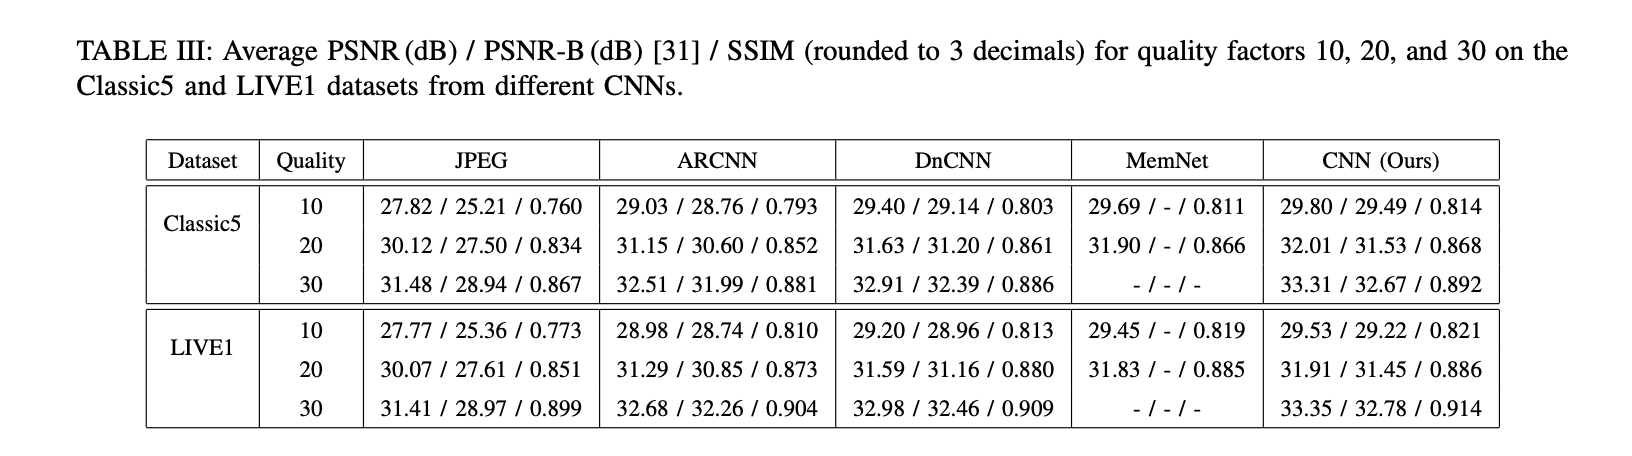 TABLE III: Average PSNR (dB) / PSNR-B (dB) [31] / SSIM (rounded to 3 decimals) for quality factors 10, 20, and 30 on the
Classic5 and LIVE1 datasets from different CNNs.
Dataset Quality JPEG ARCNN DnCNN MemNet CNN (Ours)
Classic5 10 27.82 / 25.21 / 0.760 29.03 / 28.76 / 0.793 29.40 / 29.14 / 0.803 29.69 / - / 0.811 29.80 / 29.49 / 0.814
20 30.12 / 27.50 / 0.834 31.15 / 30.60 / 0.852 31.63 / 31.20 / 0.861 31.90 / - / 0.866 32.01 / 31.53 / 0.868
30 31.48 / 28.94 / 0.867 32.51 / 31.99 / 0.881 32.91 / 32.39 / 0.886 - / - / - 33.31 / 32.67 / 0.892
LIVE1 10 27.77 / 25.36 / 0.773 28.98 / 28.74 / 0.810 29.20 / 28.96 / 0.813 29.45 / - / 0.819 29.53 / 29.22 / 0.821
20 30.07 / 27.61 / 0.851 31.29 / 30.85 / 0.873 31.59 / 31.16 / 0.880 31.83 / - / 0.885 31.91 / 31.45 / 0.886
30 31.41 / 28.97 / 0.899 32.68 / 32.26 / 0.904 32.98 / 32.46 / 0.909 - / - / - 33.35 / 32.78 / 0.914